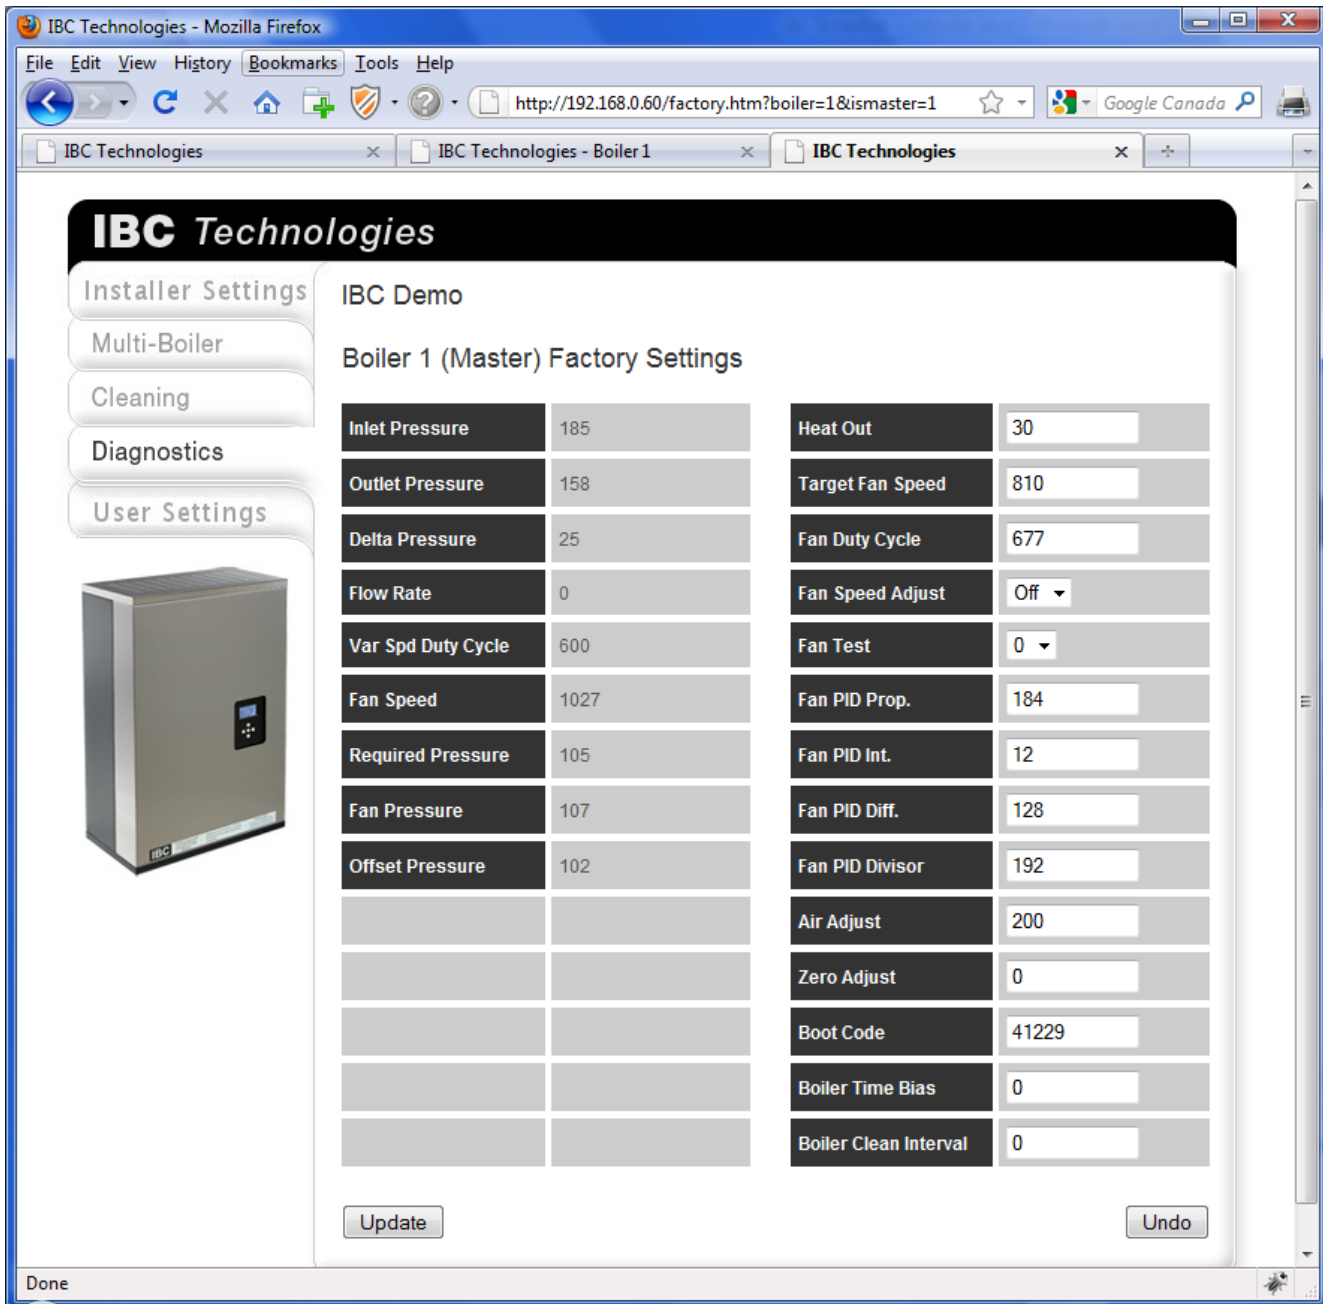 IBC Technologies - Mozilla Firefox
File Edit View History Bookmarks Tools Help
http://192.168.0.60/factory.htm?boiler=1&ismaster=1
Google Canada
IBC Technologies
IBC Technologies - Boiler 1
IBC Technologies
IBC Technologies
Installer Settings
Multi-Boiler
Cleaning
Diagnostics
User Settings
IBC
IBC Demo
Boiler 1 (Master) Factory Settings
Inlet Pressure 185
Outlet Pressure 158
Delta Pressure 25
Flow Rate 0
Var Spd Duty Cycle 600
Fan Speed 1027
Required Pressure 105
Fan Pressure 107
Offset Pressure 102
Heat Out 30
Target Fan Speed 810
Fan Duty Cycle 677
Fan Speed Adjust Off
Fan Test 0
Fan PID Prop. 184
Fan PID Int. 12
Fan PID Diff. 128
Fan PID Divisor 192
Air Adjust 200
Zero Adjust 0
Boot Code 41229
Boiler Time Bias 0
Boiler Clean Interval 0
Update
Undo
Done